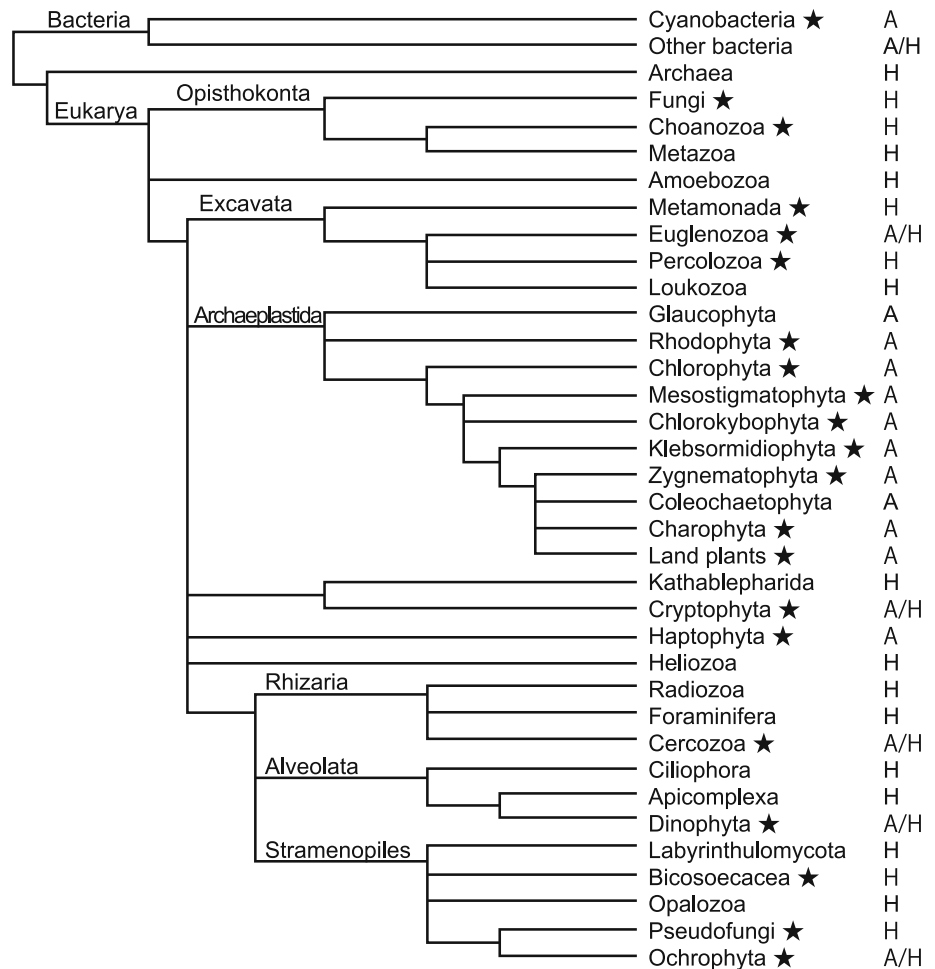 Bacteria
Cyanobacteria ★ A
Other bacteria A/H
Archaea H
Eukarya
Opisthokonta
Fungi ★ H
Choanozoa ★ H
Metazoa H
Amoebozoa H
Excavata
Metamonada ★ H
Euglenozoa ★ A/H
Percolozoa ★ H
Loukozoa H
Archaeplastida
Glaucophyta A
Rhodophyta ★ A
Chlorophyta ★ A
Mesostigmatophyta ★ A
Chlorokybophyta ★ A
Klebsormidiophyta ★ A
Zygnematophyta ★ A
Coleochaetophyta A
Charophyta ★ A
Land plants ★ A
Kathablepharida H
Cryptophyta ★ A/H
Haptophyta ★ A
Heliozoa H
Rhizaria
Radiozoa H
Foraminifera H
Cercozoa ★ A/H
Alveolata
Ciliophora H
Apicomplexa H
Dinophyta ★ A/H
Stramenopiles
Labyrinthulomycota H
Bicosoecacea ★ H
Opalozoa H
Pseudofungi ★ H
Ochrophyta ★ A/H